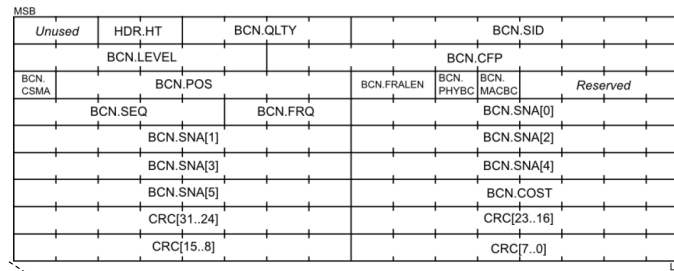 MSB
Unused HDR.HT BCN.QLTY BCN.SID
BCN.LEVEL BCN.CFP
BCN.
CSMA BCN.POS BCN.FRALEN BCN.
PHYBC BCN.
MACBC Reserved
BCN.SEQ BCN.FRQ BCN.SNA[0]
BCN.SNA[1] BCN.SNA[2]
BCN.SNA[3] BCN.SNA[4]
BCN.SNA[5] BCN.COST
CRC[31..24] CRC[23..16]
CRC[15..8] CRC[7..0]
L